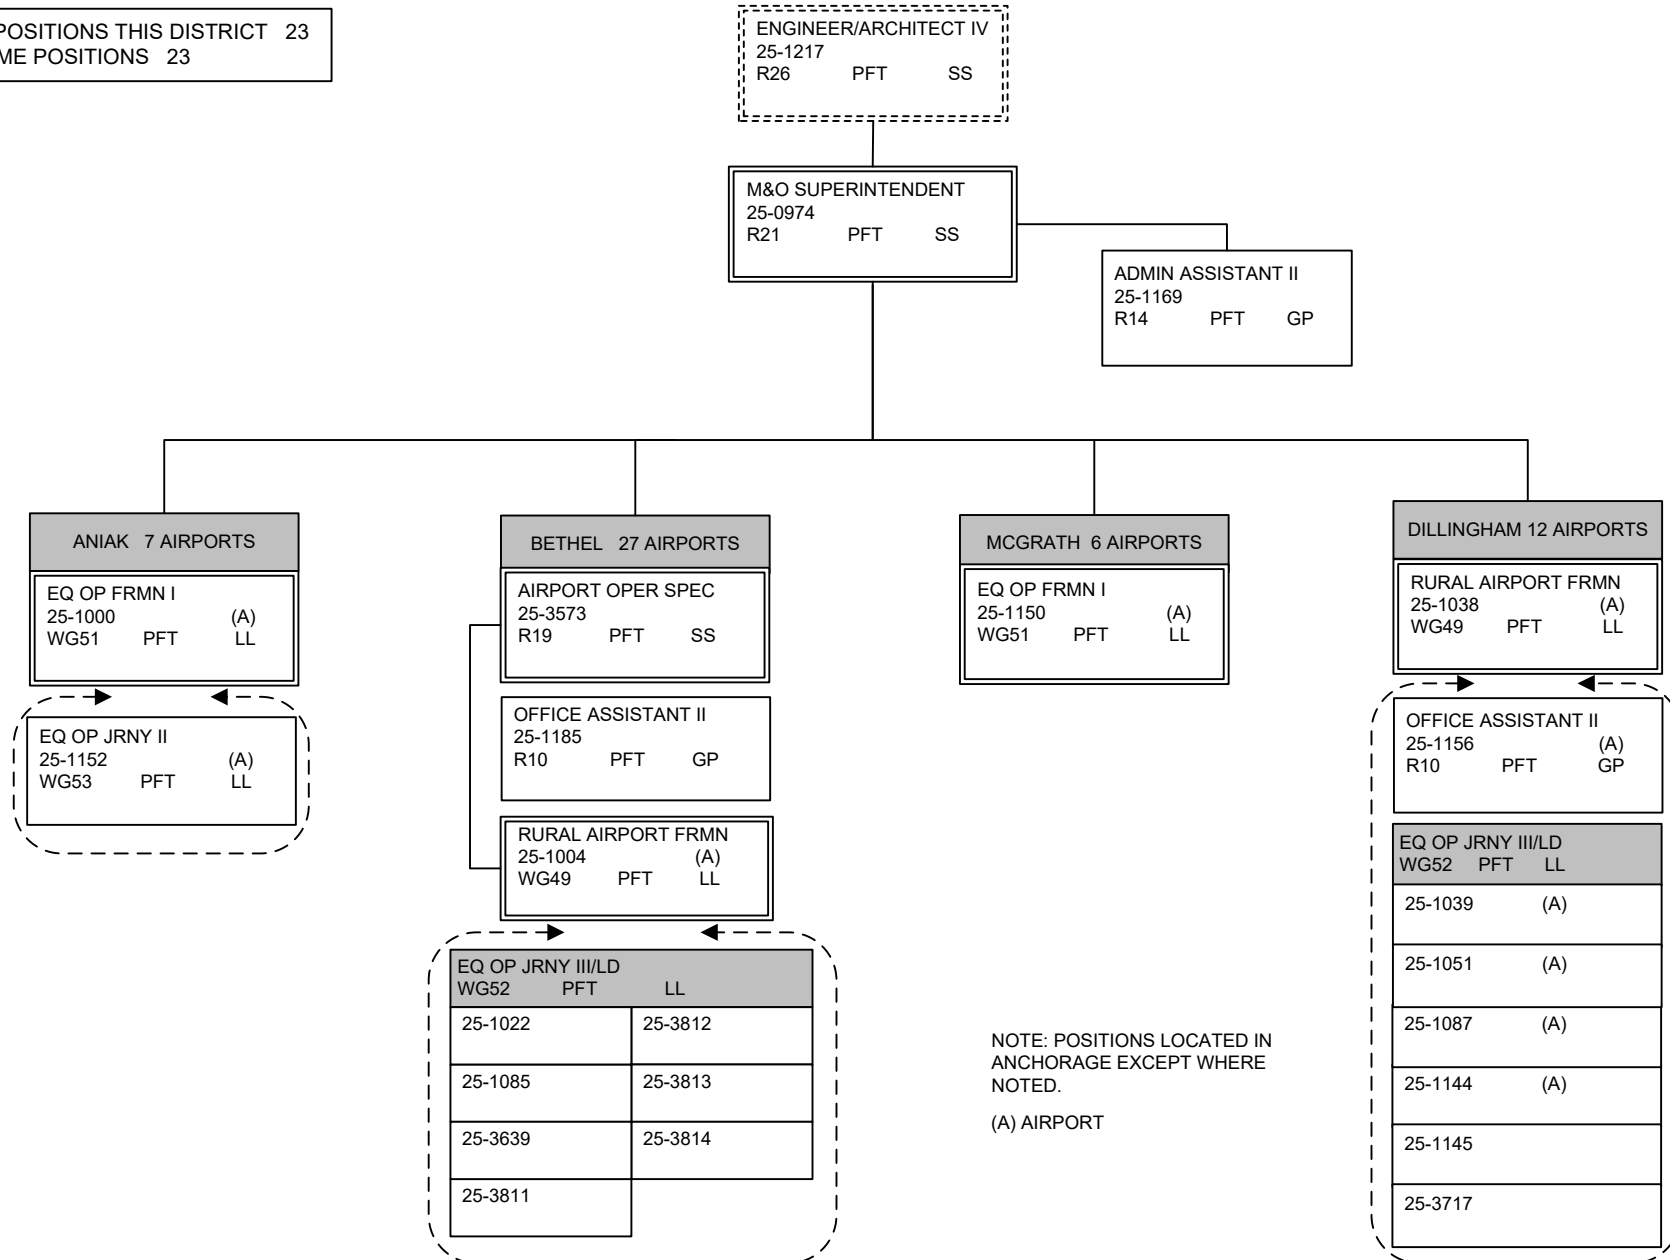 POSITIONS THIS DISTRICT 23
ME POSITIONS 23
ENGINEER/ARCHITECT IV
25-1217
R26 PFT SS
M&O SUPERINTENDENT
25-0974
R21 PFT SS
ADMIN ASSISTANT II
25-1169
R14 PFT GP
ANIAK 7 AIRPORTS
EQ OP FRMN I
25-1000 (A)
WG51 PFT LL
EQ OP JRNY II
25-1152 (A)
WG53 PFT LL
BETHEL 27 AIRPORTS
AIRPORT OPER SPEC
25-3573
R19 PFT SS
OFFICE ASSISTANT II
25-1185
R10 PFT GP
RURAL AIRPORT FRMN
25-1004 (A)
WG49 PFT LL
EQ OP JRNY III/LD
WG52 PFT LL
25-1022 25-3812
25-1085 25-3813
25-3639 25-3814
25-3811
MCGRATH 6 AIRPORTS
EQ OP FRMN I
25-1150 (A)
WG51 PFT LL
NOTE: POSITIONS LOCATED IN
ANCHORAGE EXCEPT WHERE
NOTED.
(A) AIRPORT
DILLINGHAM 12 AIRPORTS
RURAL AIRPORT FRMN
25-1038 (A)
WG49 PFT LL
OFFICE ASSISTANT II
25-1156 (A)
R10 PFT GP
EQ OP JRNY III/LD
WG52 PFT LL
25-1039 (A)
25-1051 (A)
25-1087 (A)
25-1144 (A)
25-1145
25-3717